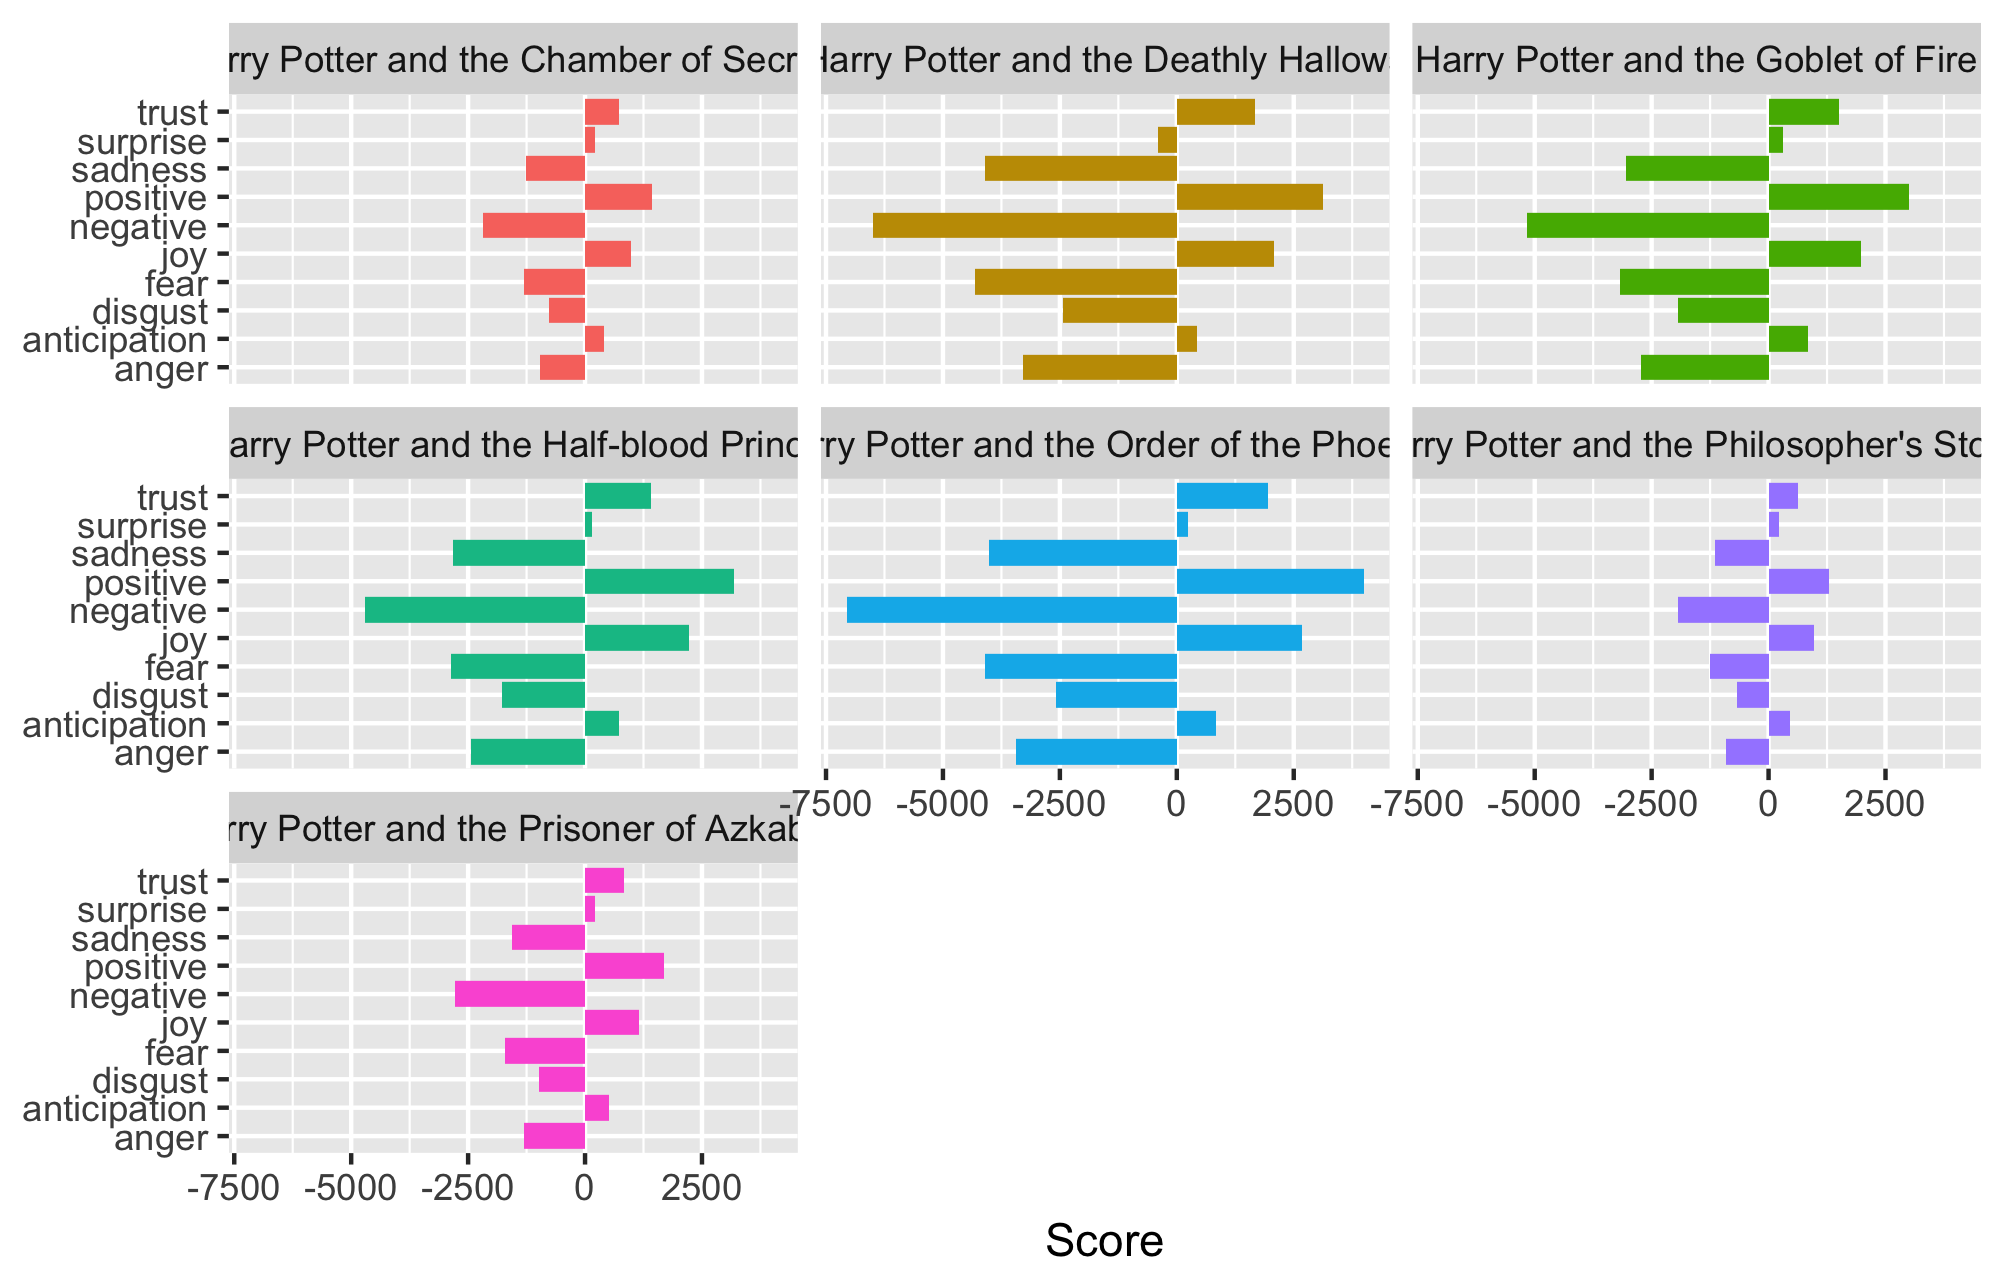 rry Potter and the Chamber of Secr
Harry Potter and the Deathly Hallows
Harry Potter and the Goblet of Fire
trust
surprise
sadness
positive
negative
joy
fear
disgust
anticipation
anger
arry Potter and the Half-blood Princ
rry Potter and the Order of the Phoe
rry Potter and the Philosopher's Sto
trust
surprise
sadness
positive
negative
joy
fear
disgust
anticipation
anger
-7500 -5000 -2500 0 2500
-7500 -5000 -2500 0 2500
rry Potter and the Prisoner of Azkab
trust
surprise
sadness
positive
negative
joy
fear
disgust
anticipation
anger
-7500 -5000 -2500 0 2500
Score